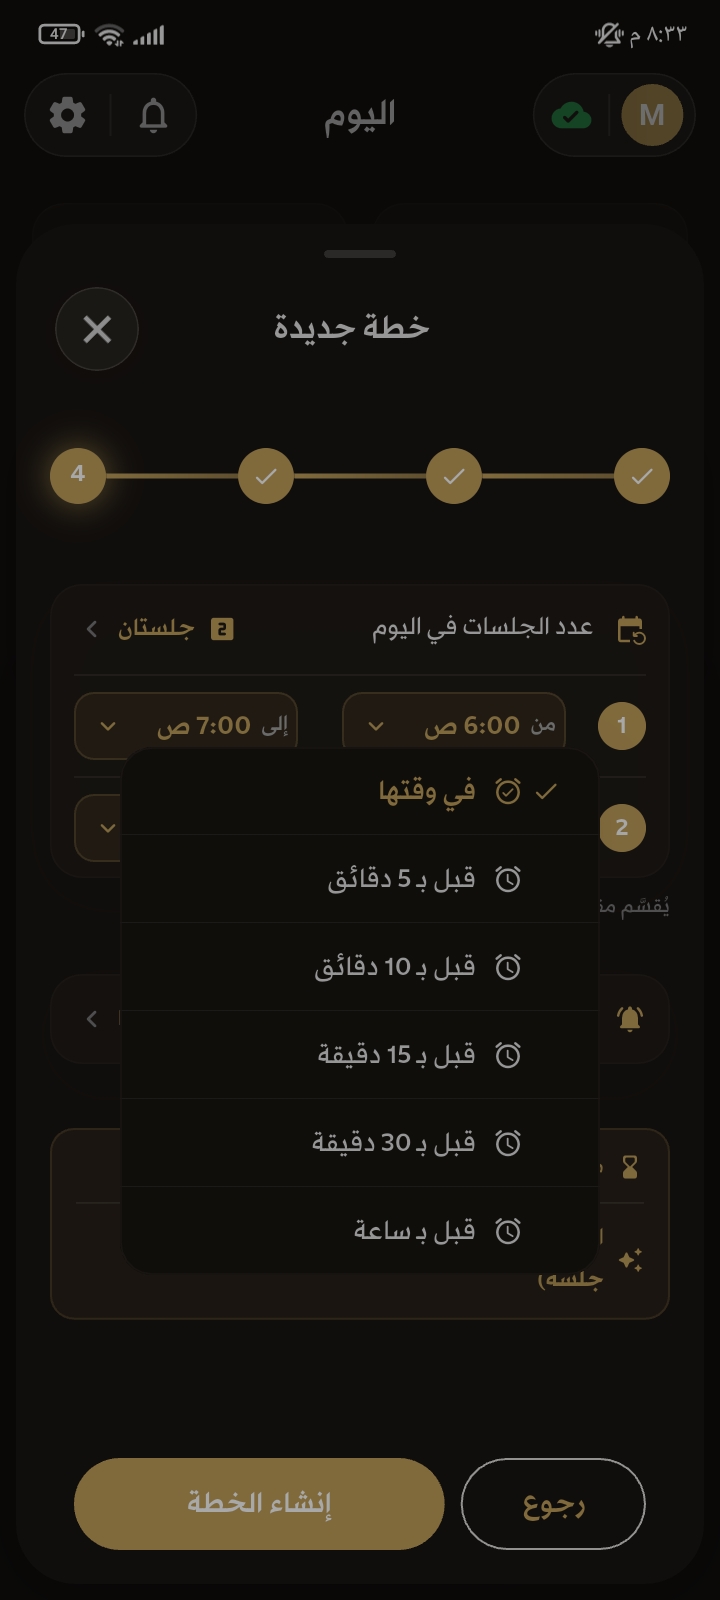 ٨:٣٣ م
47
M
اليوم
خطة جديدة
4
عدد الجلسات في اليوم
2 جلستان
1
من 6:00 ص
إلى 7:00 ص
2
في وقتها
قبل بـ 5 دقائق
قبل بـ 10 دقائق
قبل بـ 15 دقيقة
قبل بـ 30 دقيقة
قبل بـ ساعة
يُقسَّم
جلسة)
رجوع
إنشاء الخطة